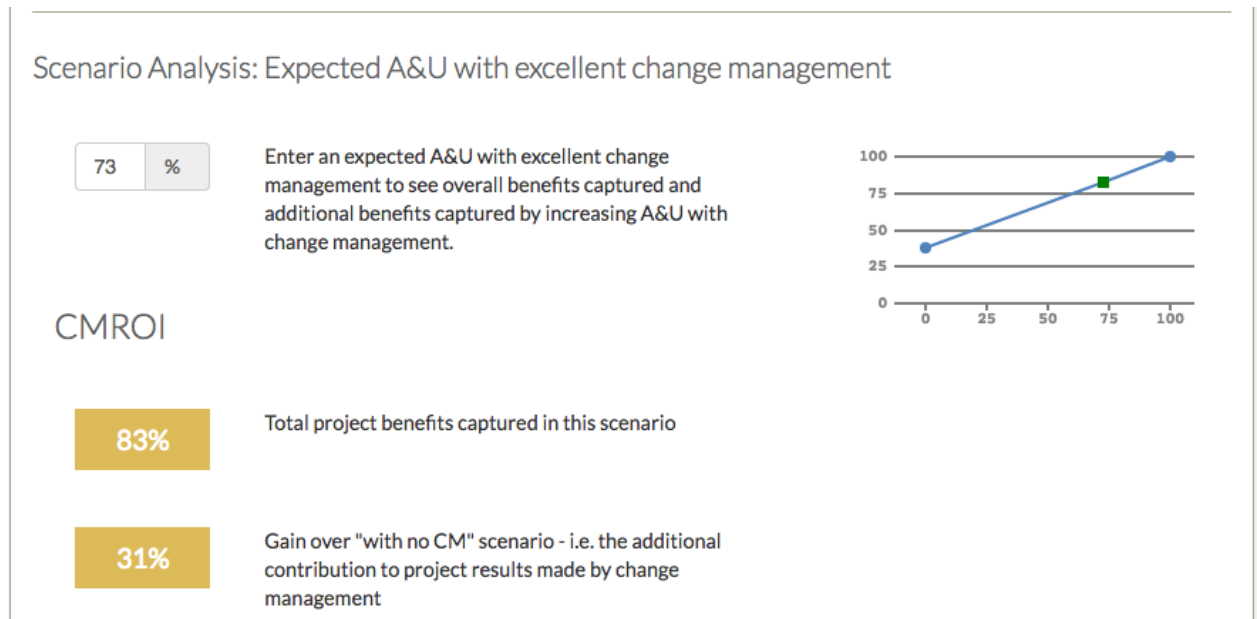 Scenario Analysis: Expected A&U with excellent change management
73 %
Enter an expected A&U with excellent change
management to see overall benefits captured and
additional benefits captured by increasing A&U with
change management.
100
75
50
25
0
0 25 50 75 100
CMROI
83%
Total project benefits captured in this scenario
31%
Gain over "with no CM" scenario - i.e. the additional
contribution to project results made by change
management